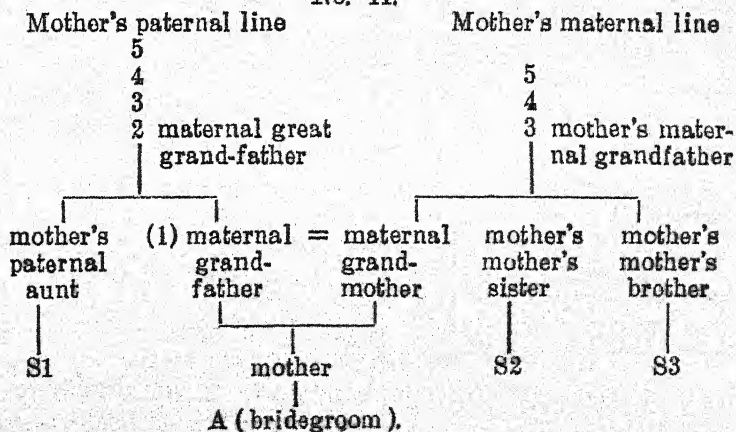 No. II.
Mother's paternal line Mother's maternal line
5
4 5
3 4
2 maternal great 3 mother's mater-
grand-father nal grandfather
mother's (1) maternal = maternal mother's mother's
paternal grand- grand- mother's mother's
aunt father mother sister brother
S1 mother S2 S3
A (bridegroom).